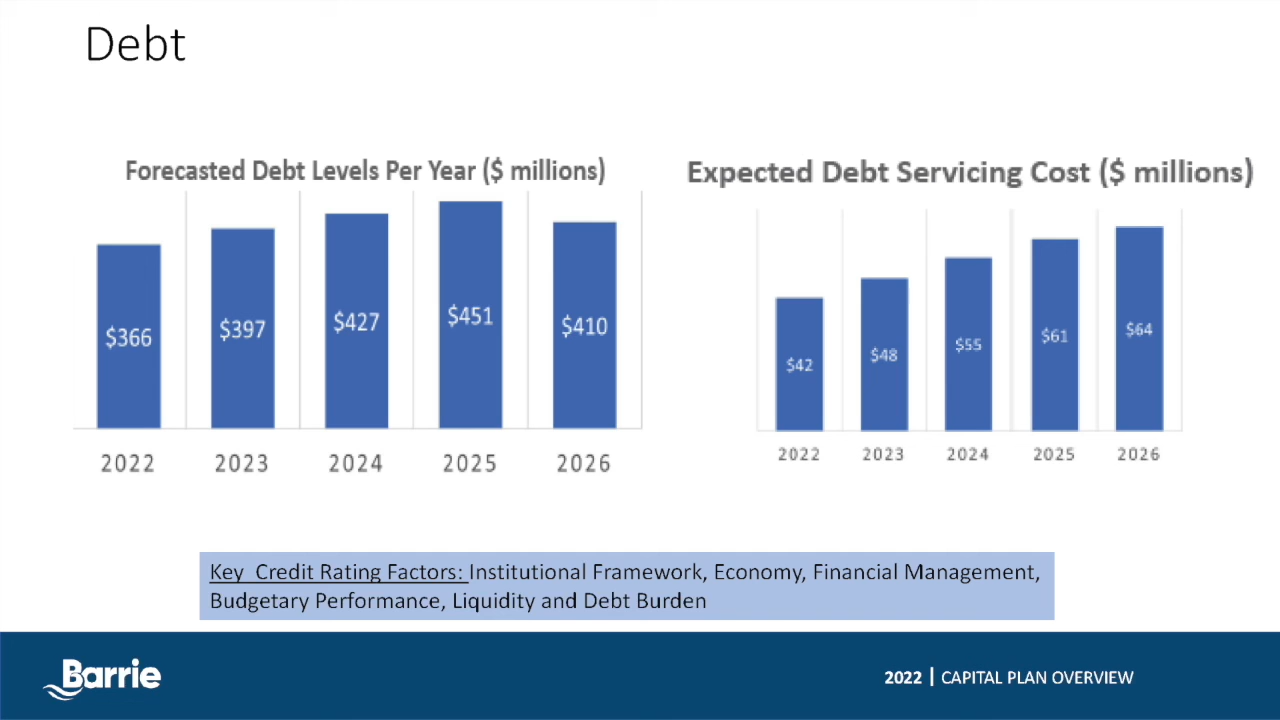 Debt
Forecasted Debt Levels Per Year ($ millions)
$366
$397
$427
$451
$410
2022
2023
2024
2025
2026
Expected Debt Servicing Cost ($ millions)
$42
$48
$55
$61
$64
2022
2023
2024
2025
2026
Key Credit Rating Factors: Institutional Framework, Economy, Financial Management,
Budgetary Performance, Liquidity and Debt Burden
Barrie
2022 | CAPITAL PLAN OVERVIEW